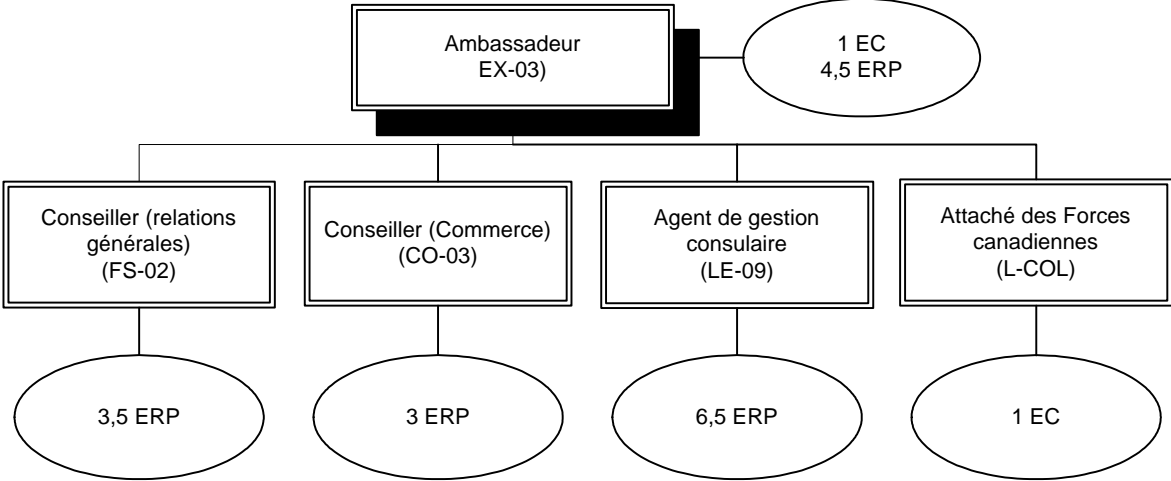 Ambassadeur
EX-03)
1 EC
4,5 ERP
Conseiller (relations
générales)
(FS-02)
Conseiller (Commerce)
(CO-03)
Agent de gestion
consulaire
(LE-09)
Attaché des Forces
canadiennes
(L-COL)
3,5 ERP
3 ERP
6,5 ERP
1 EC